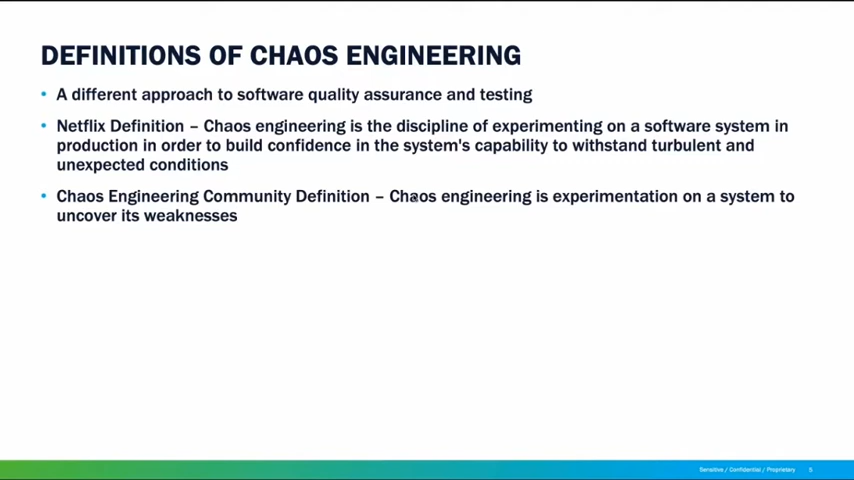 DEFINITIONS OF CHAOS ENGINEERING
• A different approach to software quality assurance and testing
• Netflix Definition – Chaos engineering is the discipline of experimenting on a software system in
production in order to build confidence in the system's capability to withstand turbulent and
unexpected conditions
• Chaos Engineering Community Definition – Chaos engineering is experimentation on a system to
uncover its weaknesses
Sensitive / Confidential / Proprietary 5